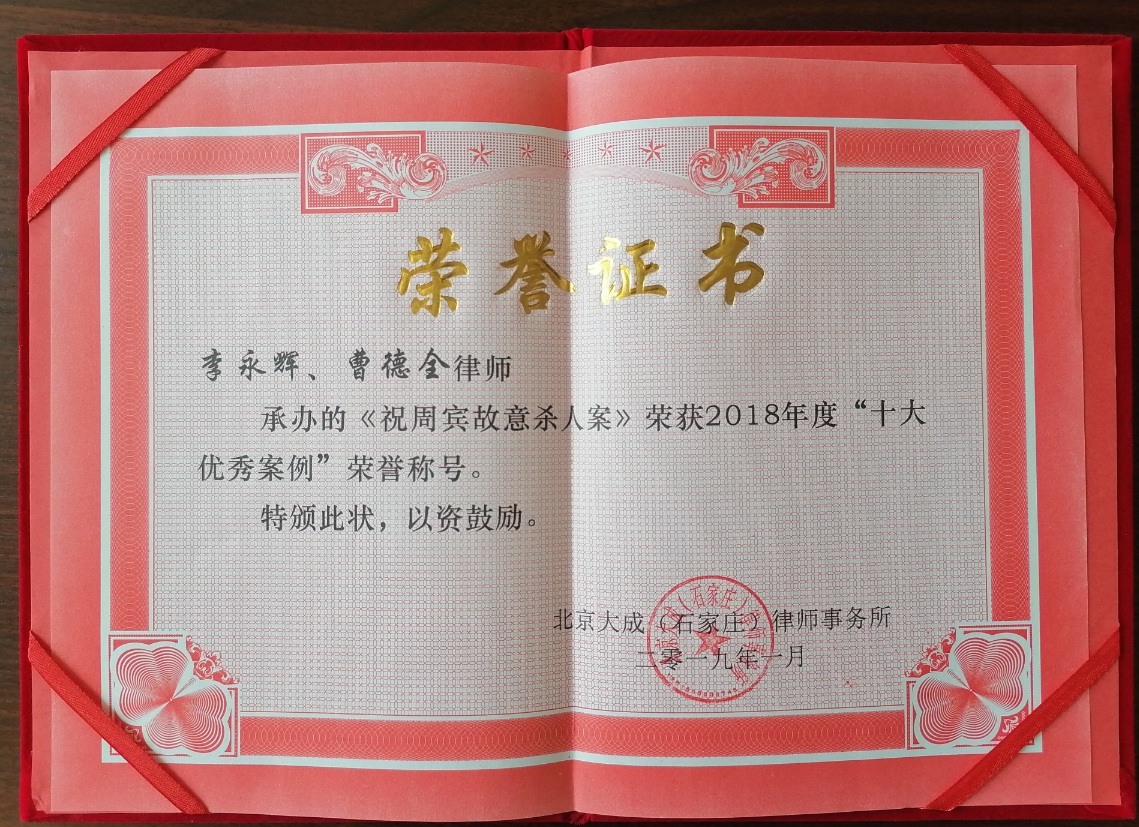 荣誉证书
李永辉、曹德全律师
承办的《祝周宾故意杀人案》荣获2018年度“十大
优秀案例”荣誉称号。
特颁此状，以资鼓励。
北京大成（石家庄）律师事务所
二零一九年一月